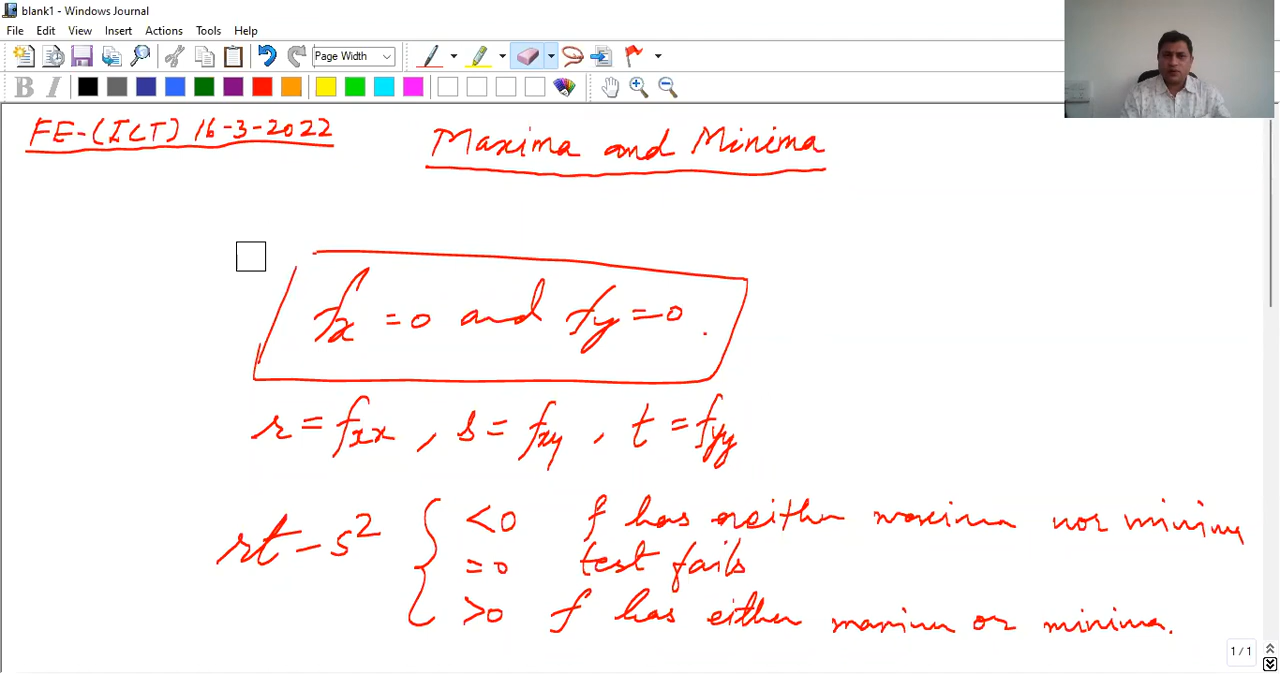 blank1 - Windows Journal
File Edit View Insert Actions Tools Help
Page Width
B I
FE-(ICT) 16-3-2022
Maxima and Minima
fx = 0 and fy = 0.
r = fxx , s = fxy , t = fyy
rt - s² { <0 f has neither maxima nor minima
=0 test fails
>0 f has either maxima or minima.
1 / 1